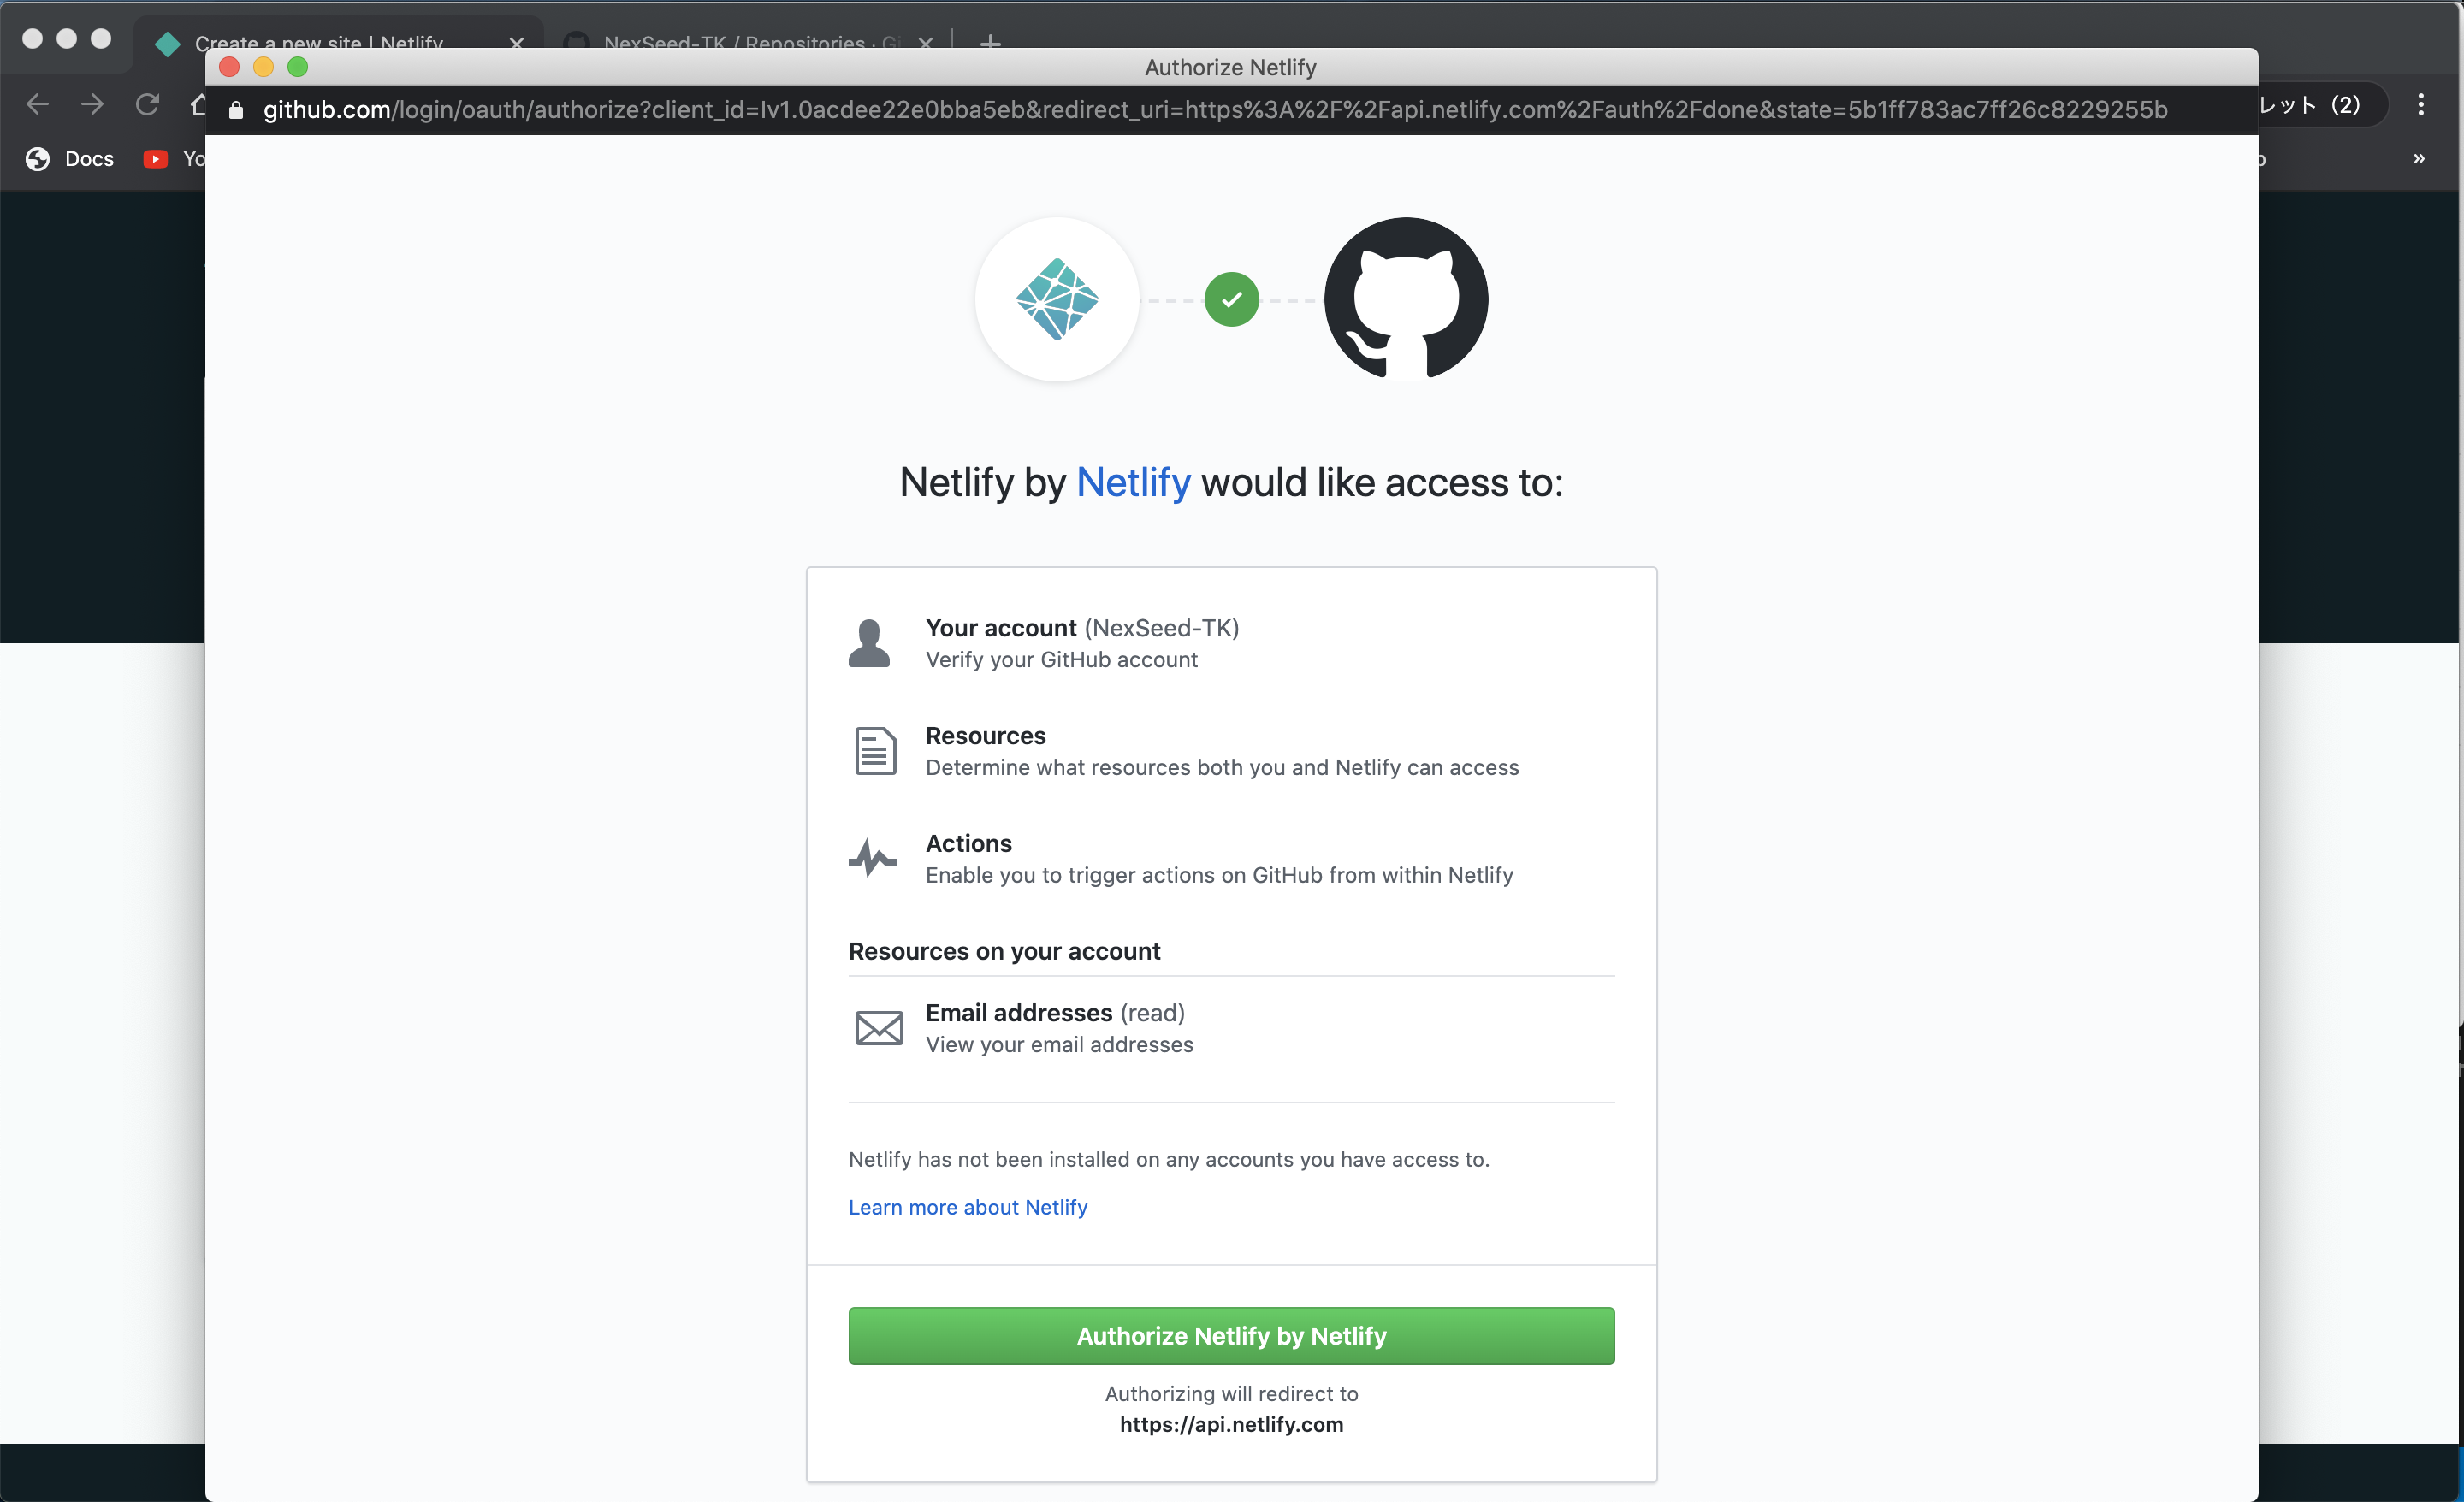 Create a new site | Netlify
NexSeed-TK / Repositories · Gi
Authorize Netlify
github.com/login/oauth/authorize?client_id=Iv1.0acdee22e0bba5eb&redirect_uri=https%3A%2F%2Fapi.netlify.com%2Fauth%2Fdone&state=5b1ff783ac7ff26c8229255b
レット (2)
Docs
Yo
»
Netlify by Netlify would like access to:
Your account (NexSeed-TK)
Verify your GitHub account
Resources
Determine what resources both you and Netlify can access
Actions
Enable you to trigger actions on GitHub from within Netlify
Resources on your account
Email addresses (read)
View your email addresses
Netlify has not been installed on any accounts you have access to.
Learn more about Netlify
Authorize Netlify by Netlify
Authorizing will redirect to
https://api.netlify.com